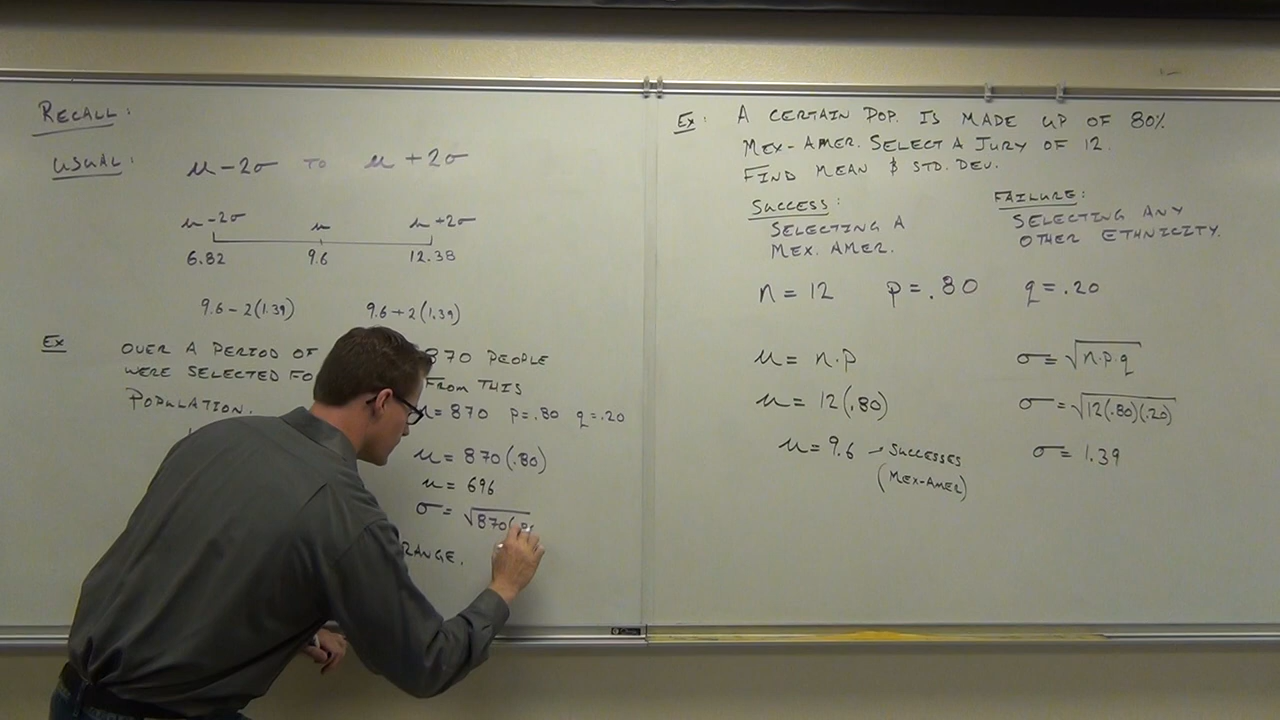 RECALL:
USUAL: μ-2σ TO μ+2σ
μ-2σ μ μ+2σ
6.82 9.6 12.38
9.6-2(1.39) 9.6+2(1.39)
Ex OVER A PERIOD OF 870 PEOPLE
WERE SELECTED FROM THIS
POPULATION.
n=870 p=.80 q=.20
μ=870(.80)
μ=696
σ=√870(.8
RANGE.
Ex: A CERTAIN POP. IS MADE UP OF 80%
MEX-AMER. SELECT A JURY OF 12.
FIND MEAN & STD. DEV.
SUCCESS: FAILURE:
SELECTING A SELECTING ANY
MEX. AMER. OTHER ETHNICITY.
n=12 p=.80 q=.20
μ=n·p σ=√n·p·q
μ=12(.80) σ=√12(.80)(.20)
μ=9.6 → SUCCESSES σ=1.39
(MEX-AMER)